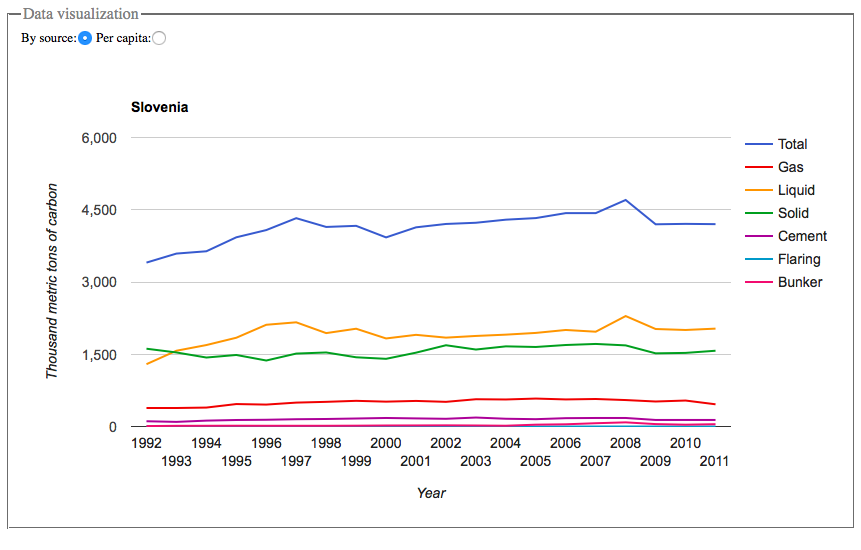 Data visualization
By source: Per capita:
Slovenia
6,000
4,500
3,000
1,500
0
Thousand metric tons of carbon
1992 1994 1996 1998 2000 2002 2004 2006 2008 2010
1993 1995 1997 1999 2001 2003 2005 2007 2009 2011
Year
Total
Gas
Liquid
Solid
Cement
Flaring
Bunker